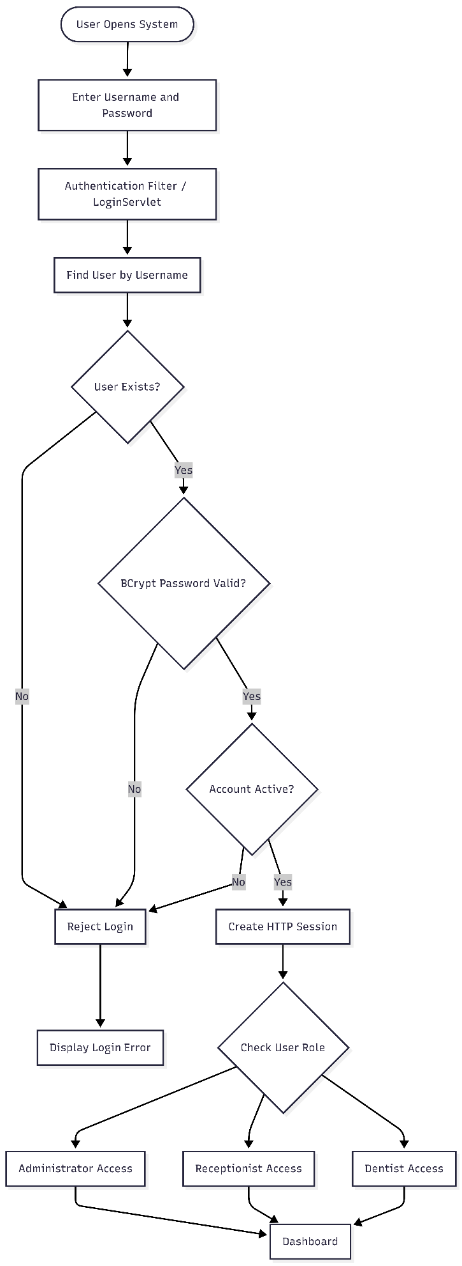 User Opens System
Enter Username and
Password
Authentication Filter /
LoginServlet
Find User by Username
User Exists?
Yes
BCrypt Password Valid?
No
Yes
No
Account Active?
No
Yes
Reject Login
Create HTTP Session
Display Login Error
Check User Role
Administrator Access
Receptionist Access
Dentist Access
Dashboard